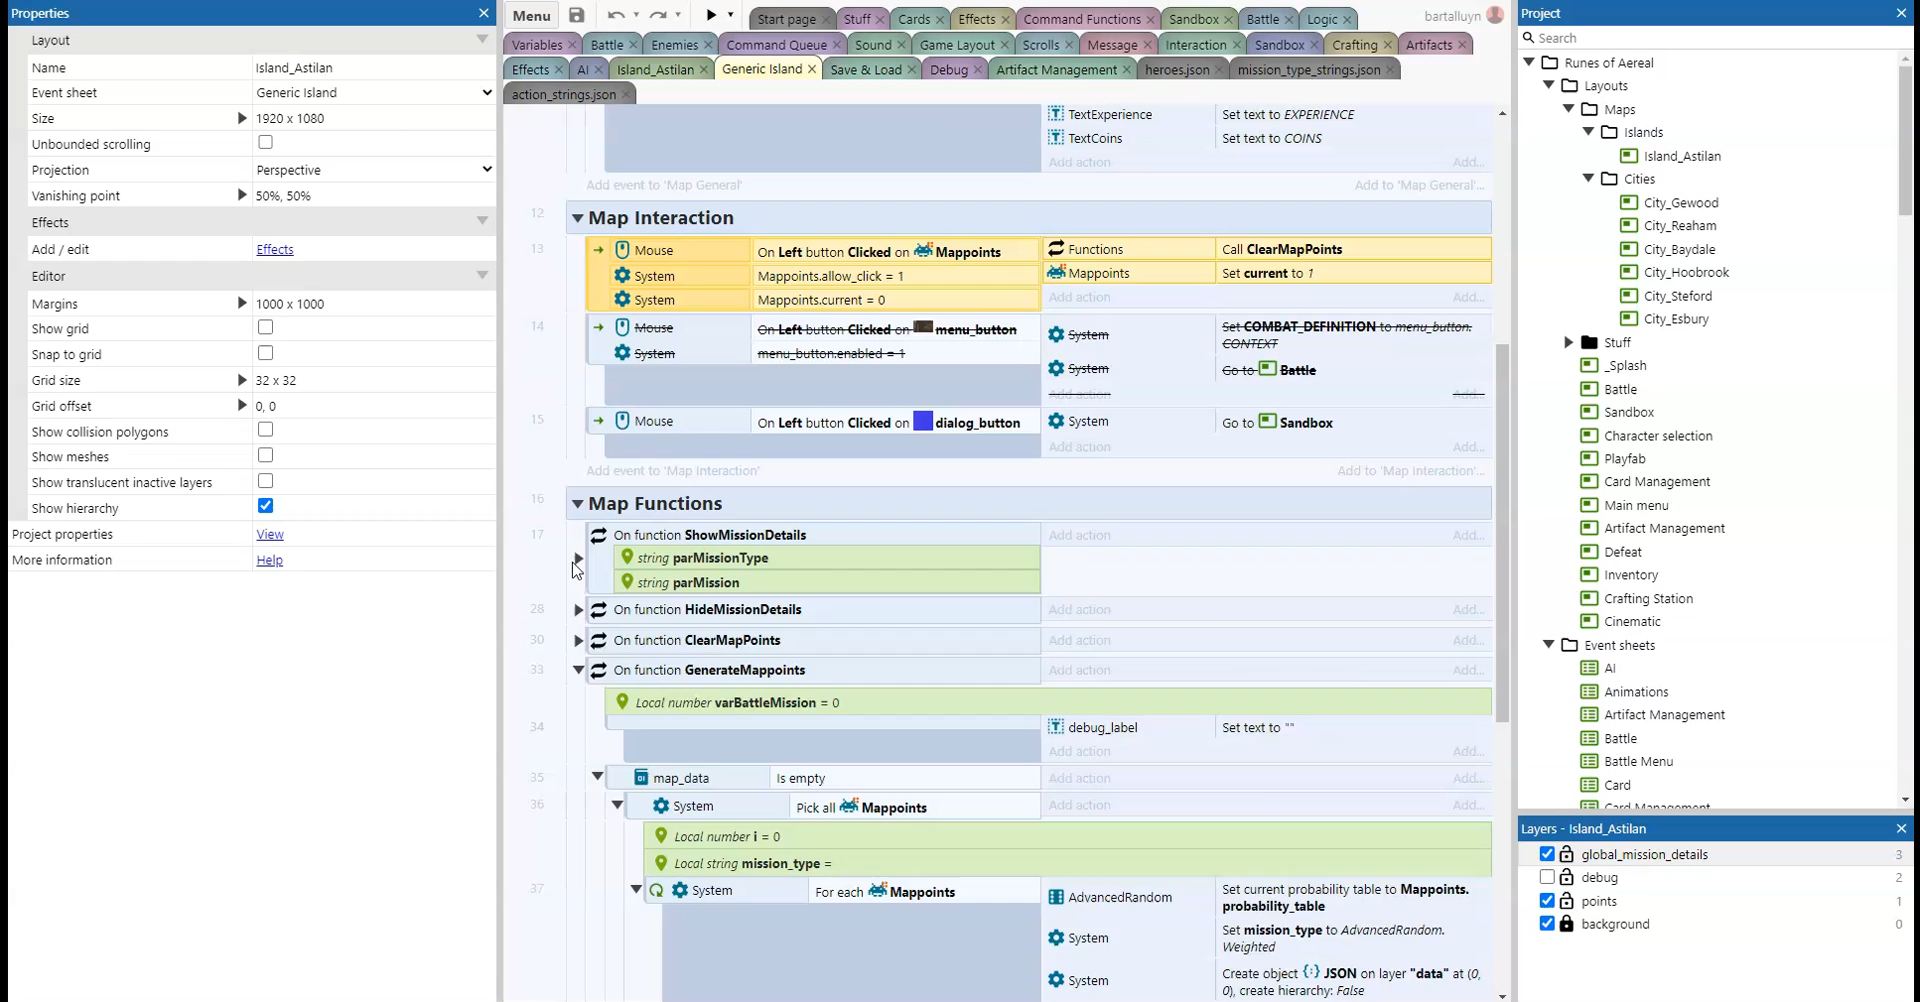 Properties
Layout
Name Island_Astilan
Event sheet Generic Island
Size 1920 x 1080
Unbounded scrolling
Projection Perspective
Vanishing point 50%, 50%
Effects
Add / edit Effects
Editor
Margins 1000 x 1000
Show grid
Snap to grid
Grid size 32 x 32
Grid offset 0, 0
Show collision polygons
Show meshes
Show translucent inactive layers
Show hierarchy
Project properties View
More information Help
Menu Start page Stuff Cards Effects Command Functions Sandbox Battle Logic bartalluyn
Variables Battle Enemies Command Queue Sound Game Layout Scrolls Message Interaction Sandbox Crafting Artifacts
Effects AI Island_Astilan Generic Island Save & Load Debug Artifact Management heroes.json mission_type_strings.json
action_strings.json
TextExperience Set text to EXPERIENCE
TextCoins Set text to COINS
Add action Add...
Add event to 'Map General' Add to 'Map General'...
12 Map Interaction
13 Mouse On Left button Clicked on Mappoints Functions Call ClearMapPoints
System Mappoints.allow_click = 1 Mappoints Set current to 1
System Mappoints.current = 0 Add action Add...
14 Mouse On Left button Clicked on menu_button System Set COMBAT_DEFINITION to menu_button.
CONTEXT
System menu_button.enabled = 1 System Go to Battle
Add action Add...
15 Mouse On Left button Clicked on dialog_button System Go to Sandbox
Add action Add...
Add event to 'Map Interaction' Add to 'Map Interaction'...
16 Map Functions
17 On function ShowMissionDetails Add action Add...
string parMissionType
string parMission
28 On function HideMissionDetails Add action Add...
30 On function ClearMapPoints Add action Add...
33 On function GenerateMappoints Add action Add...
Local number varBattleMission = 0
34 debug_label Set text to ""
Add action Add...
35 map_data Is empty Add action Add...
36 System Pick all Mappoints Add action Add...
Local number i = 0
Local string mission_type =
37 System For each Mappoints AdvancedRandom Set current probability table to Mappoints.
probability_table
System Set mission_type to AdvancedRandom.
Weighted
System Create object JSON on layer "data" at (0,
0), create hierarchy: False
Project
Search
Runes of Aereal
Layouts
Maps
Islands
Island_Astilan
Cities
City_Gewood
City_Reaham
City_Baydale
City_Hoobrook
City_Steford
City_Esbury
Stuff
_Splash
Battle
Sandbox
Character selection
Playfab
Card Management
Main menu
Artifact Management
Defeat
Inventory
Crafting Station
Cinematic
Event sheets
AI
Animations
Artifact Management
Battle
Battle Menu
Card
Card Management
Layers - Island_Astilan
global_mission_details 3
debug 2
points 1
background 0